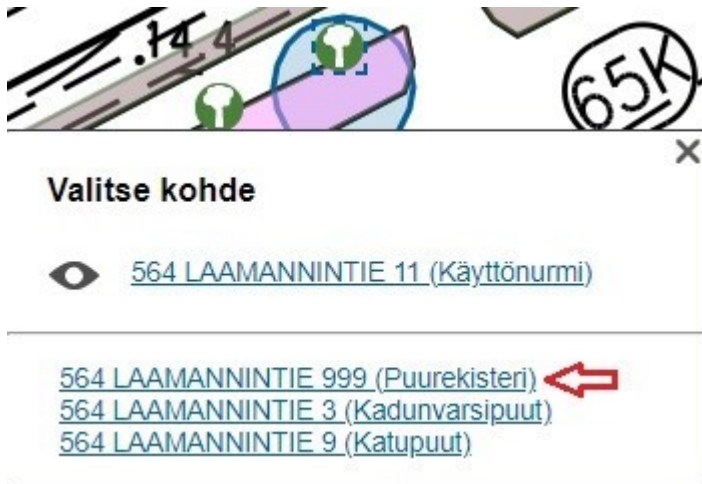 .14.4
65K
Valitse kohde
564 LAAMANNINTIE 11 (Käyttönurmi)
564 LAAMANNINTIE 999 (Puurekisteri)
564 LAAMANNINTIE 3 (Kadunvarsipuut)
564 LAAMANNINTIE 9 (Katupuut)